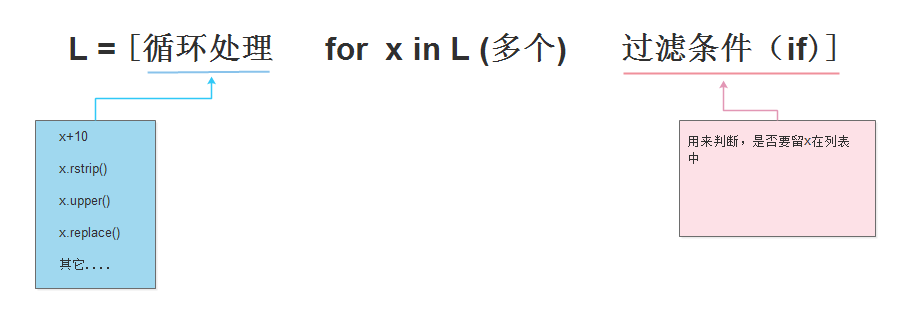 L = [循环处理 for x in L (多个) 过滤条件（if)]
x+10
x.rstrip()
x.upper()
x.replace()
其它....
用来判断，是否要留x在列表
中